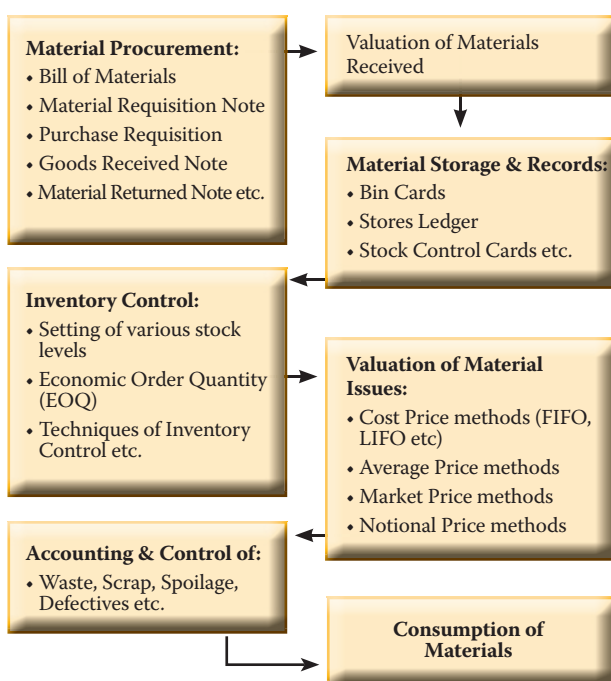 Material Procurement:
• Bill of Materials
• Material Requisition Note
• Purchase Requisition
• Goods Received Note
• Material Returned Note etc.
Valuation of Materials
Received
Material Storage & Records:
• Bin Cards
• Stores Ledger
• Stock Control Cards etc.
Inventory Control:
• Setting of various stock
levels
• Economic Order Quantity
(EOQ)
• Techniques of Inventory
Control etc.
Valuation of Material
Issues:
• Cost Price methods (FIFO,
LIFO etc)
• Average Price methods
• Market Price methods
• Notional Price methods
Accounting & Control of:
• Waste, Scrap, Spoilage,
Defectives etc.
Consumption of
Materials